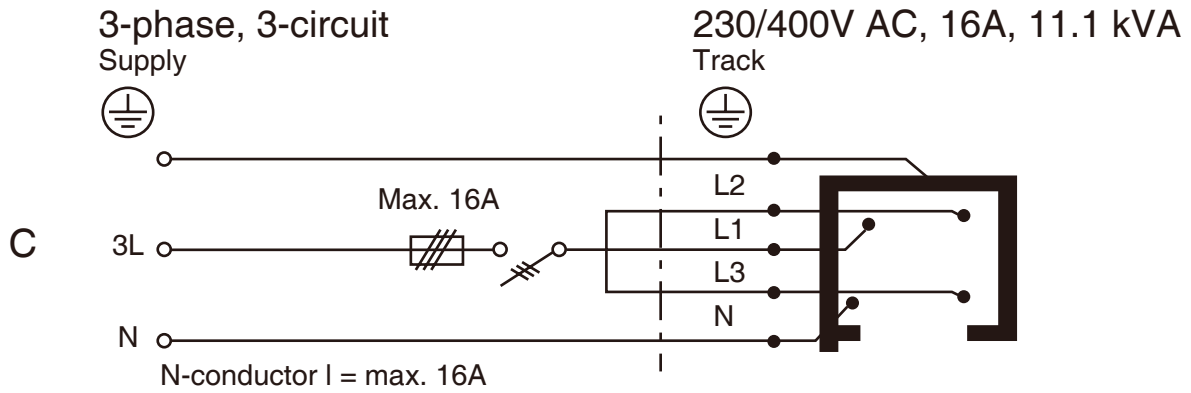 3-phase, 3-circuit
230/400V AC, 16A, 11.1 kVA
Supply
Track
L2
Max. 16A
L1
C
3L
L3
N
N
N-conductor I = max. 16A